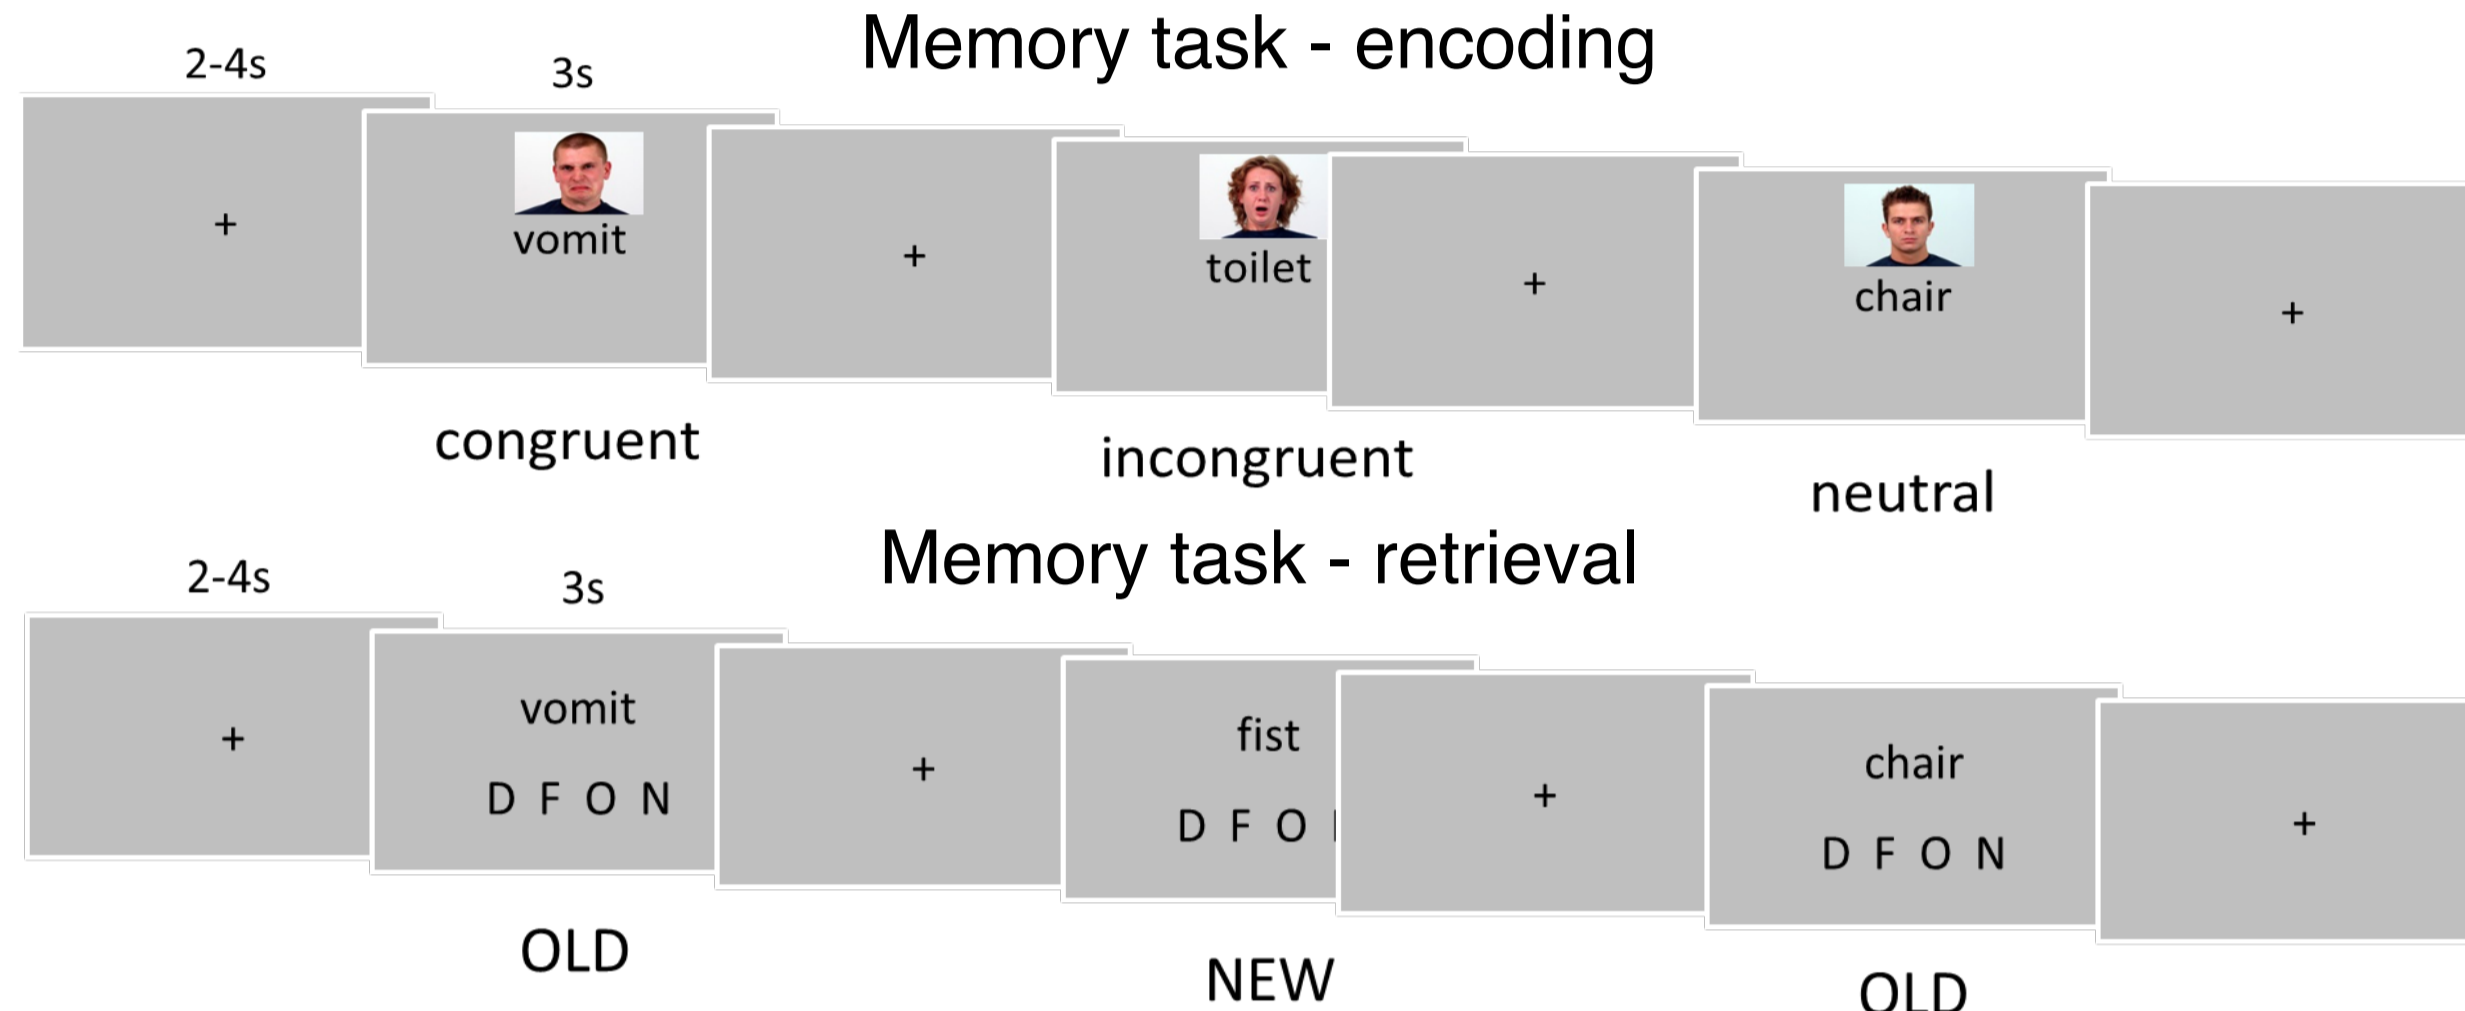 Memory task - encoding
2-4s
3s
+
vomit
+
toilet
+
chair
+
congruent
incongruent
neutral
Memory task - retrieval
2-4s
3s
+
vomit
D F O N
+
fist
D F O
+
chair
D F O N
+
OLD
NEW
OLD